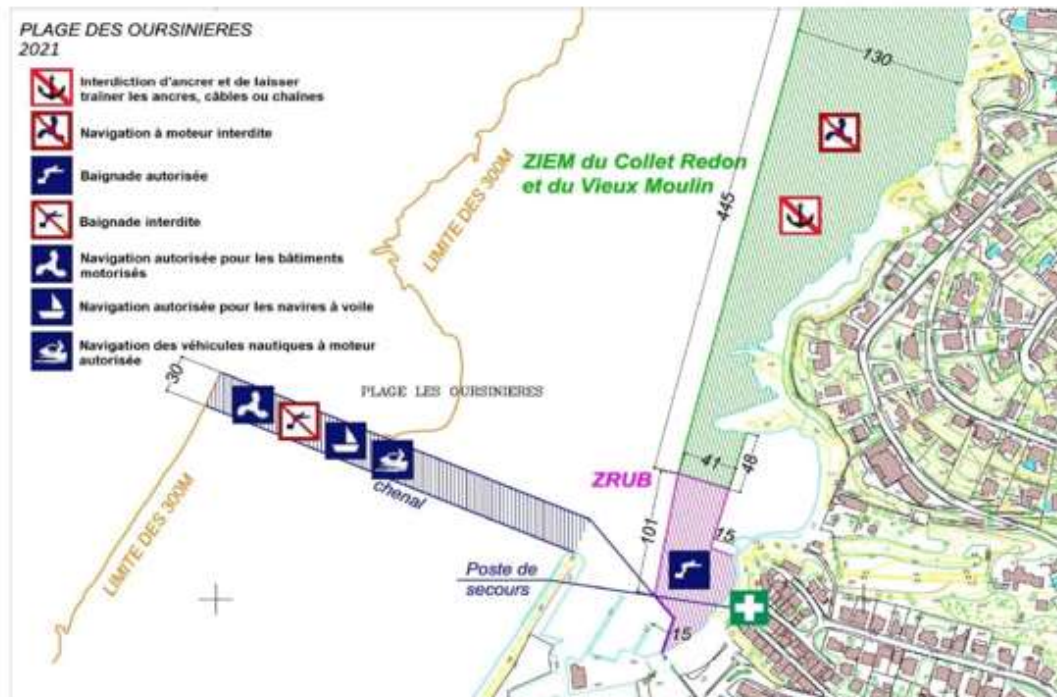 PLAGE DES OURSINIERES
2021
Interdiction d'ancrer et de laisser
traîner les ancres, câbles ou chaînes
Navigation à moteur interdite
Baignade autorisée
Baignade interdite
Navigation autorisée pour les bâtiments
motorisés
Navigation autorisée pour les navires à voile
Navigation des véhicules nautiques à moteur
autorisée
130
ZIEM du Collet Redon
et du Vieux Moulin
445
LIMITE DES 300M
30
PLAGE LES OURSINIERES
chenal
LIMITE DES 300M
ZRUB
41
48
101
15
Poste de
secours
15